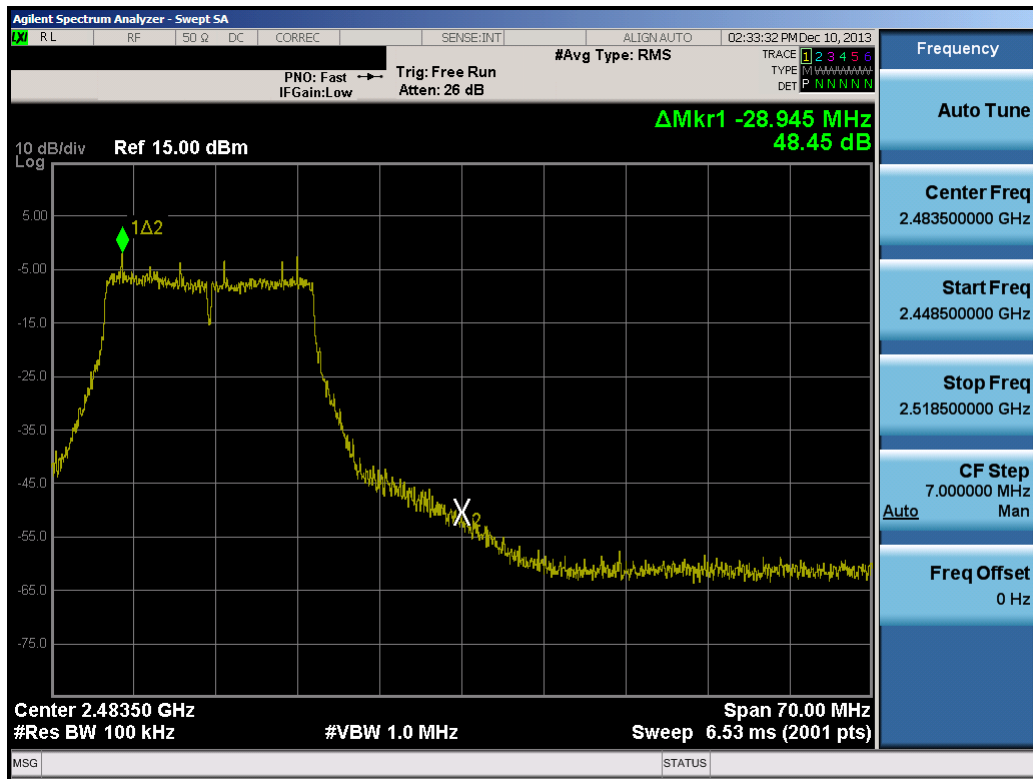 Agilent Spectrum Analyzer - Swept SA
LXI RL RF 50 Ω DC CORREC SENSE:INT ALIGN AUTO 02:33:32 PM Dec 10, 2013
#Avg Type: RMS
TRACE 1 2 3 4 5 6
TYPE M
DET P N N N N N
PNO: Fast
IFGain:Low
Trig: Free Run
Atten: 26 dB
ΔMkr1 -28.945 MHz
48.45 dB
10 dB/div
Log
Ref 15.00 dBm
5.00
-5.00
-15.0
-25.0
-35.0
-45.0
-55.0
-65.0
-75.0
1Δ2
X2
Center 2.48350 GHz
#Res BW 100 kHz
#VBW 1.0 MHz
Span 70.00 MHz
Sweep 6.53 ms (2001 pts)
MSG
STATUS
Frequency
Auto Tune
Center Freq
2.483500000 GHz
Start Freq
2.448500000 GHz
Stop Freq
2.518500000 GHz
CF Step
7.000000 MHz
Auto Man
Freq Offset
0 Hz